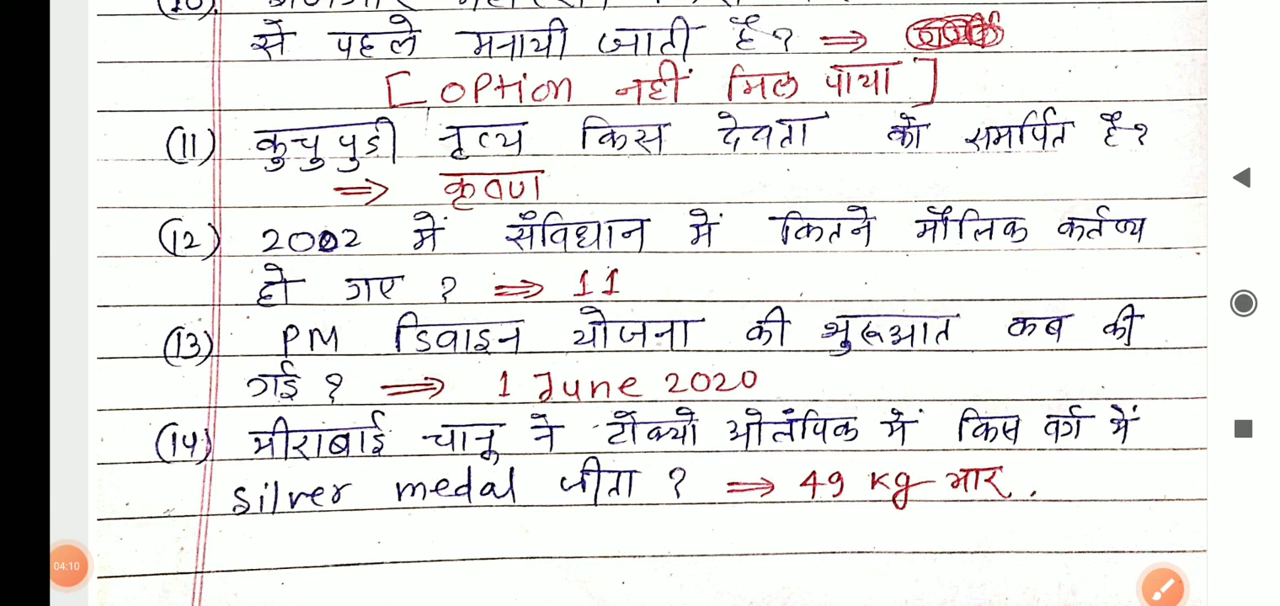 से पहले मनायी जाती है? ⇒
[ option नहीं मिल पाया ]
(11) कुचुपुडी नृत्य किस देवता को समर्पित है?
⇒ कृष्ण
(12) 2002 में संविधान में कितने मौलिक कर्तव्य
हो गए ? ⇒ 11
(13) PM डिवाइन योजना की शुरूआत कब की
गई ? ⇒ 1 June 2020
(14) मीराबाई चानू ने टोक्यो ओलंपिक में किस वर्ग में
silver medal जीता ? ⇒ 49 kg भार.
04:10